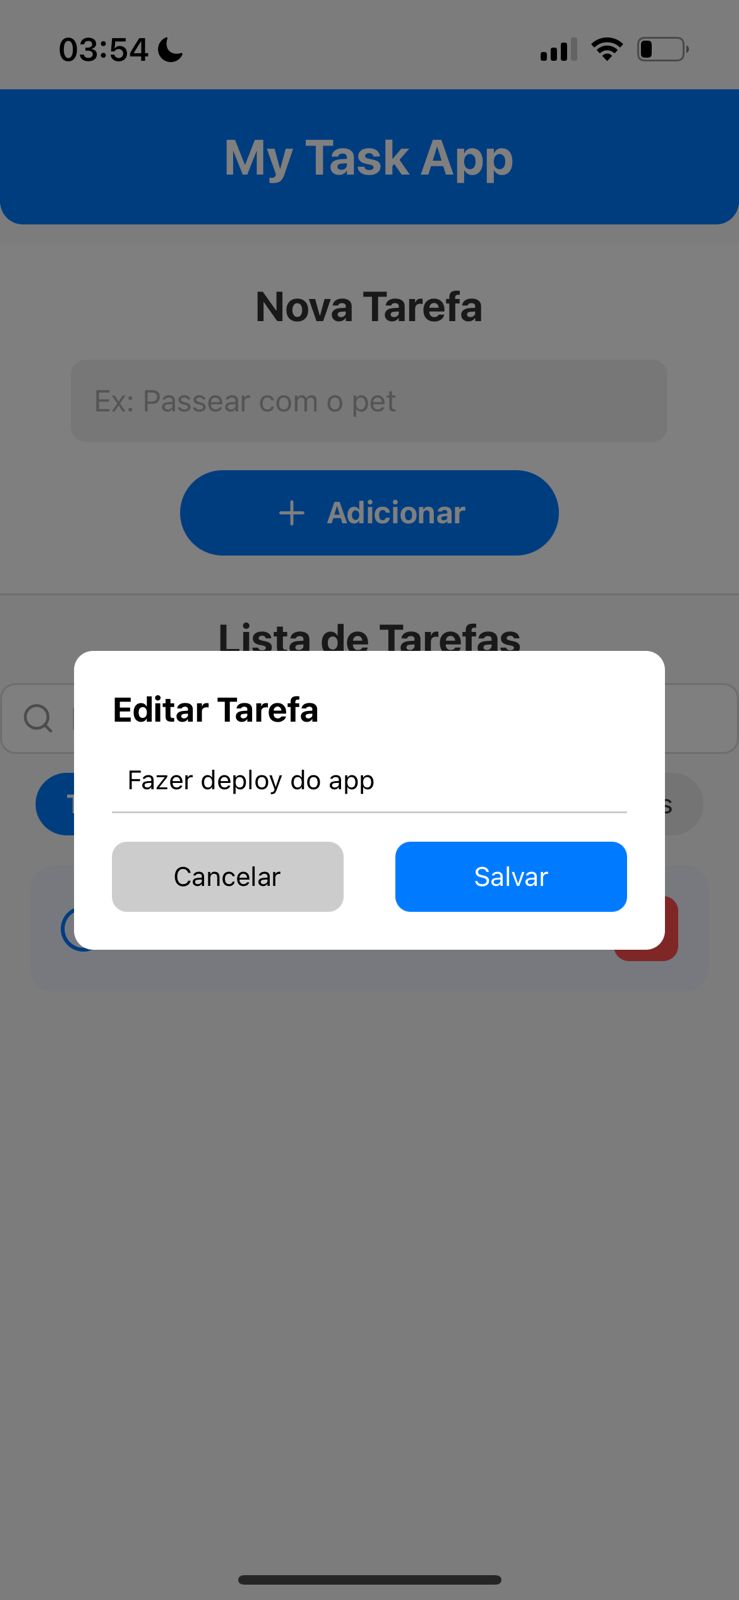 03:54
My Task App
Nova Tarefa
Ex: Passear com o pet
Adicionar
Lista de Tarefas
Editar Tarefa
Fazer deploy do app
Cancelar
Salvar